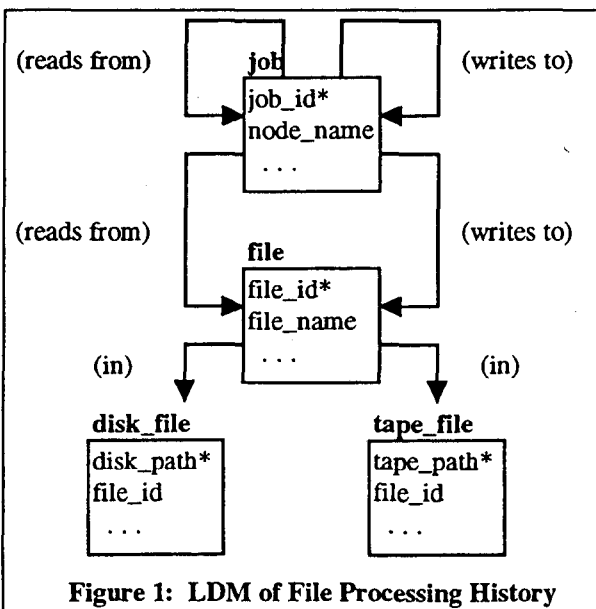 (reads from)
job
(writes to)
job_id*
node_name
. . .
(reads from)
(writes to)
file
file_id*
file_name
. . .
(in)
(in)
disk_file
tape_file
disk_path*
file_id
. . .
tape_path*
file_id
. . .
Figure 1: LDM of File Processing History